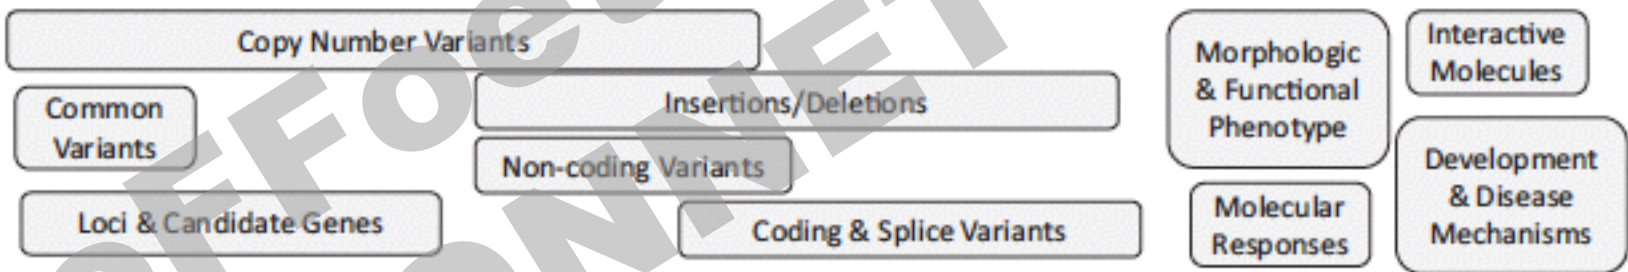 Copy Number Variants
Common
Variants
Insertions/Deletions
Non-coding Variants
Loci & Candidate Genes
Coding & Splice Variants
Morphologic
& Functional
Phenotype
Interactive
Molecules
Molecular
Responses
Development
& Disease
Mechanisms